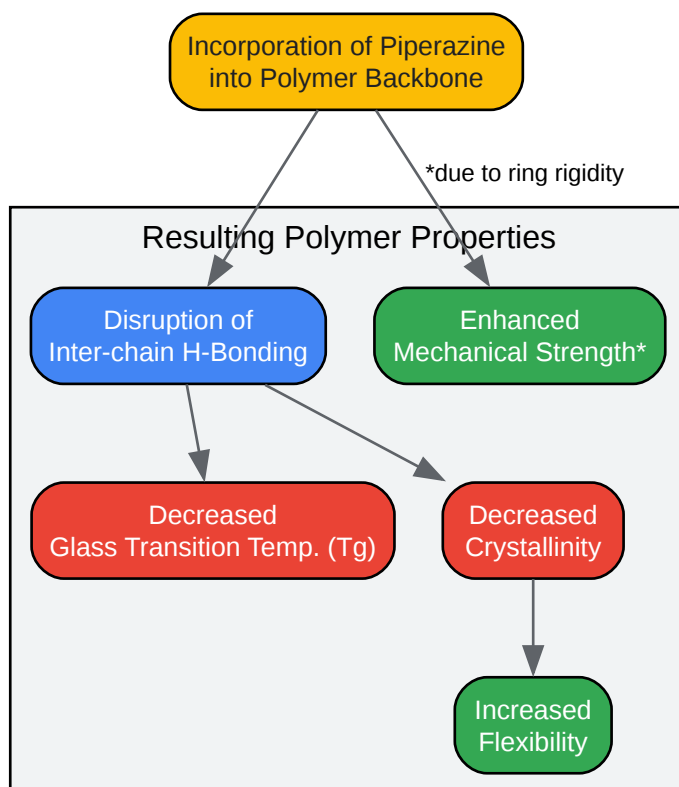 Incorporation of Piperazine
into Polymer Backbone
*due to ring rigidity
Resulting Polymer Properties
Disruption of
Inter-chain H-Bonding
Enhanced
Mechanical Strength*
Decreased
Glass Transition Temp. (Tg)
Decreased
Crystallinity
Increased
Flexibility